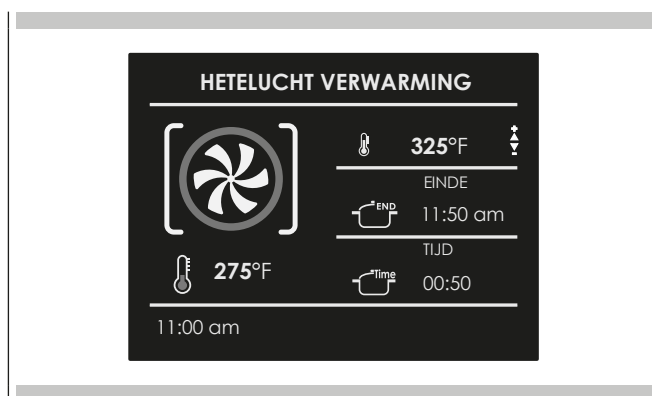 HETELUCHT VERWARMING
325°F
EINDE
END 11:50 am
TIJD
275°F
Time 00:50
11:00 am